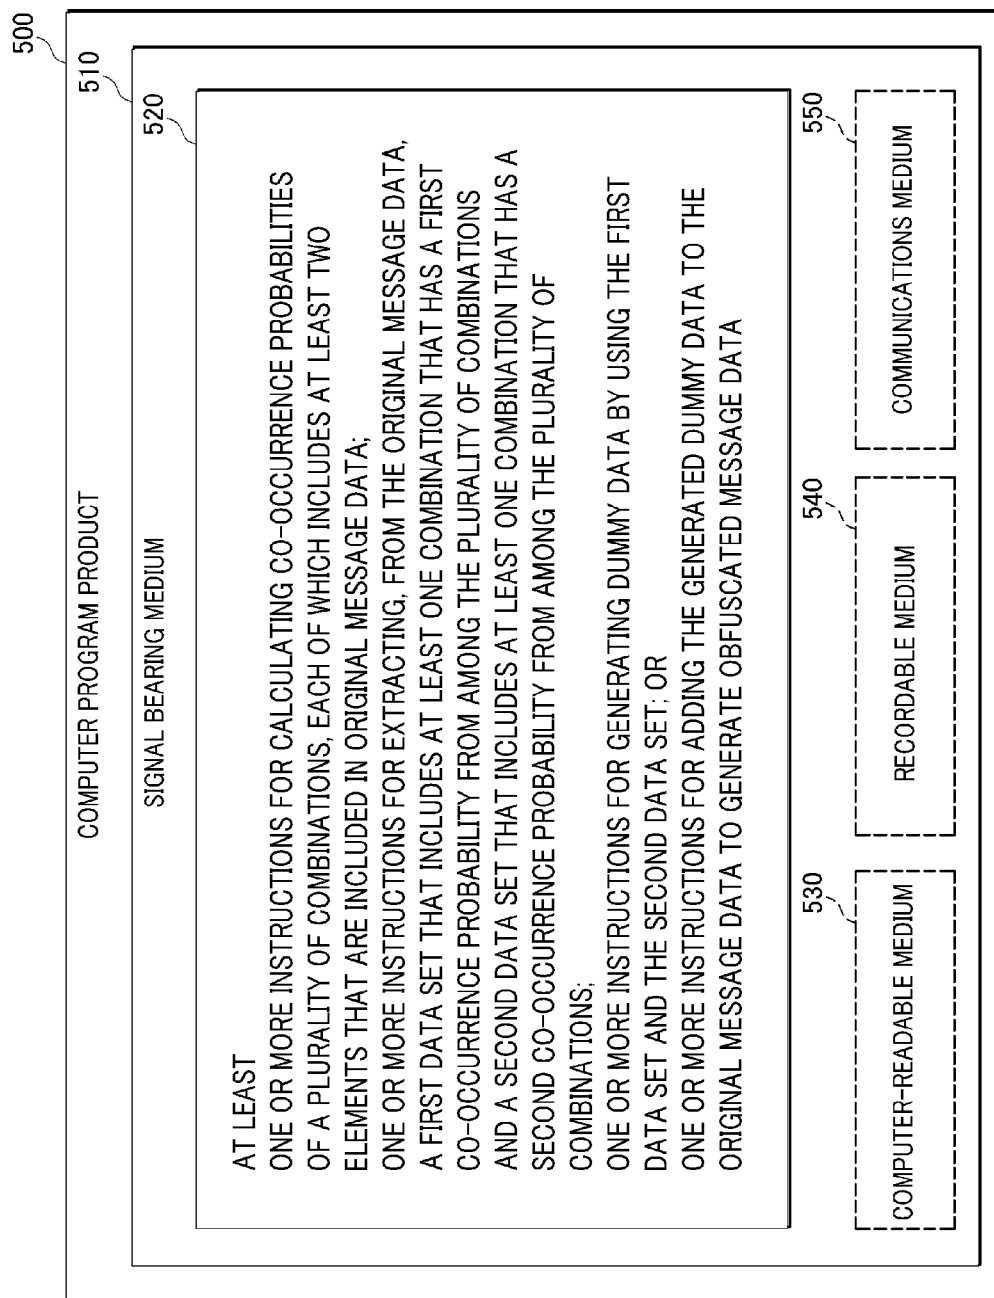 500
COMPUTER PROGRAM PRODUCT
510
SIGNAL BEARING MEDIUM
520
AT LEAST
ONE OR MORE INSTRUCTIONS FOR CALCULATING CO-OCCURRENCE PROBABILITIES
OF A PLURALITY OF COMBINATIONS, EACH OF WHICH INCLUDES AT LEAST TWO
ELEMENTS THAT ARE INCLUDED IN ORIGINAL MESSAGE DATA;
ONE OR MORE INSTRUCTIONS FOR EXTRACTING, FROM THE ORIGINAL MESSAGE DATA,
A FIRST DATA SET THAT INCLUDES AT LEAST ONE COMBINATION THAT HAS A FIRST
CO-OCCURRENCE PROBABILITY FROM AMONG THE PLURALITY OF COMBINATIONS
AND A SECOND DATA SET THAT INCLUDES AT LEAST ONE COMBINATION THAT HAS A
SECOND CO-OCCURRENCE PROBABILITY FROM AMONG THE PLURALITY OF
COMBINATIONS;
ONE OR MORE INSTRUCTIONS FOR GENERATING DUMMY DATA BY USING THE FIRST
DATA SET AND THE SECOND DATA SET; OR
ONE OR MORE INSTRUCTIONS FOR ADDING THE GENERATED DUMMY DATA TO THE
ORIGINAL MESSAGE DATA TO GENERATE OBFUSCATED MESSAGE DATA
530
COMPUTER-READABLE MEDIUM
540
RECORDABLE MEDIUM
550
COMMUNICATIONS MEDIUM